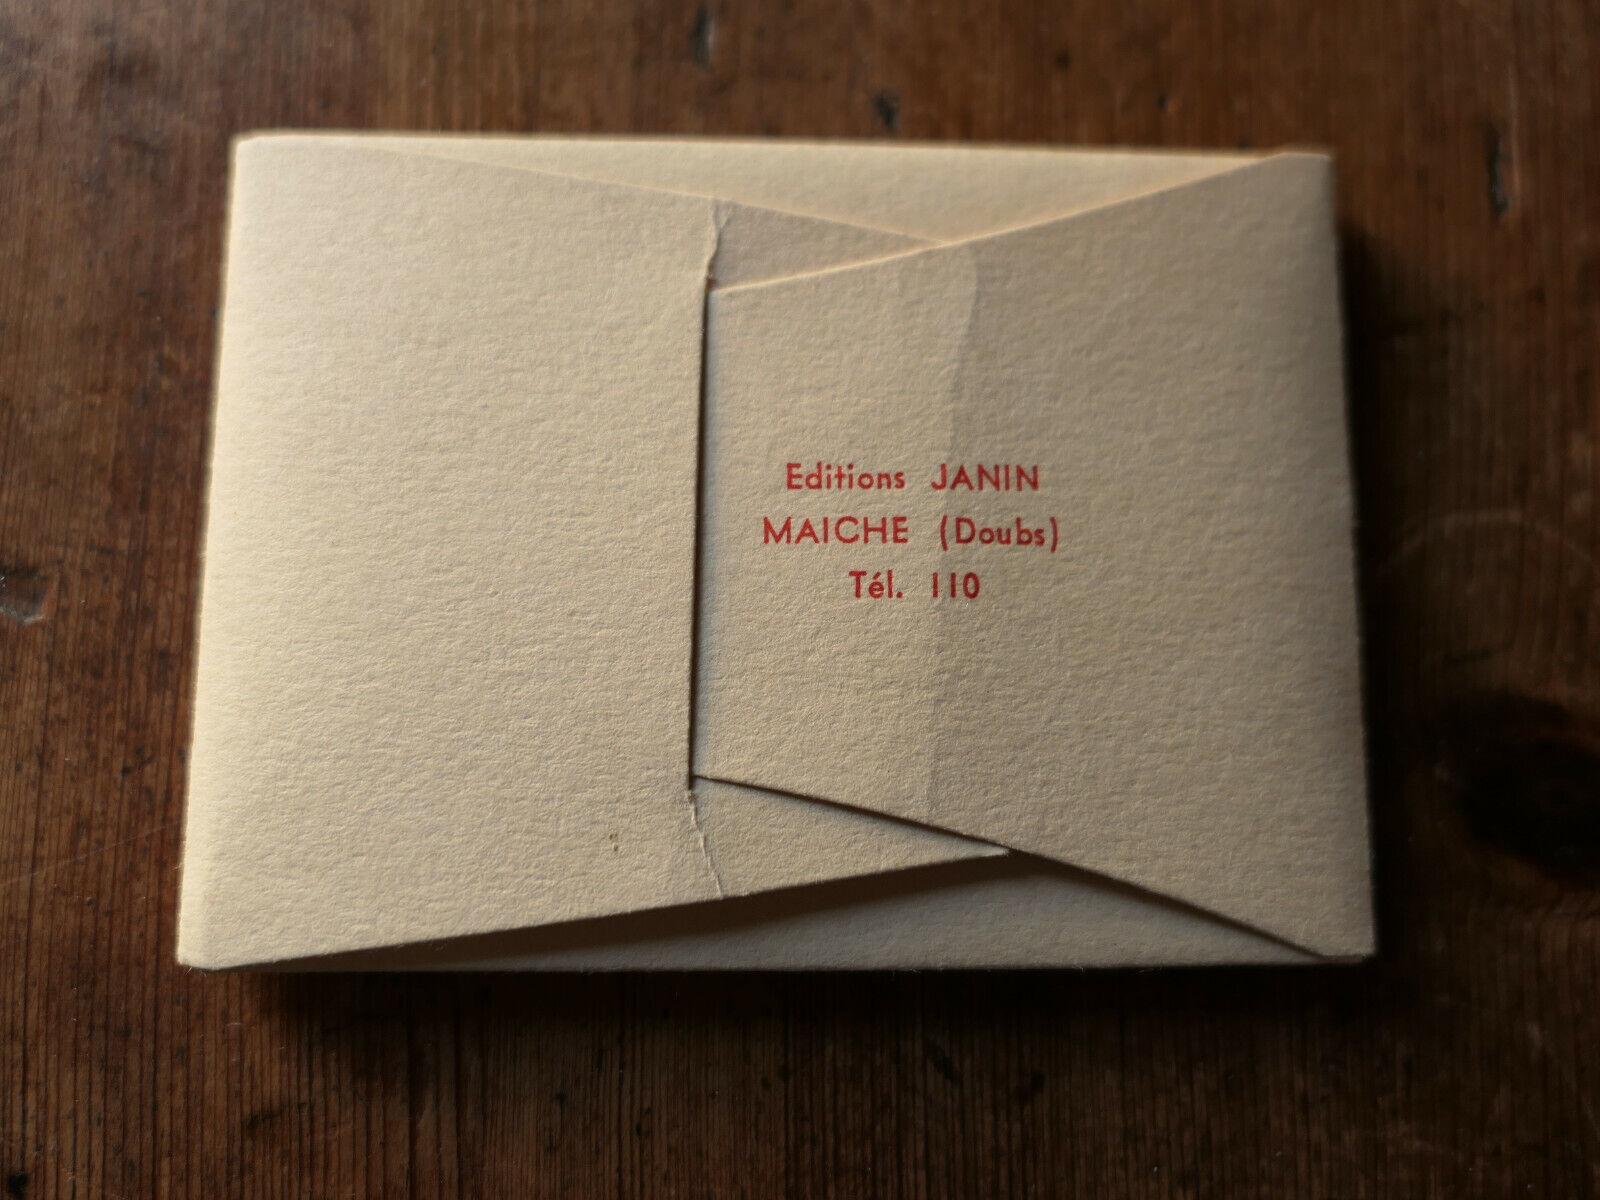 Editions JANIN
MAICHE (Doubs)
Tél. 110